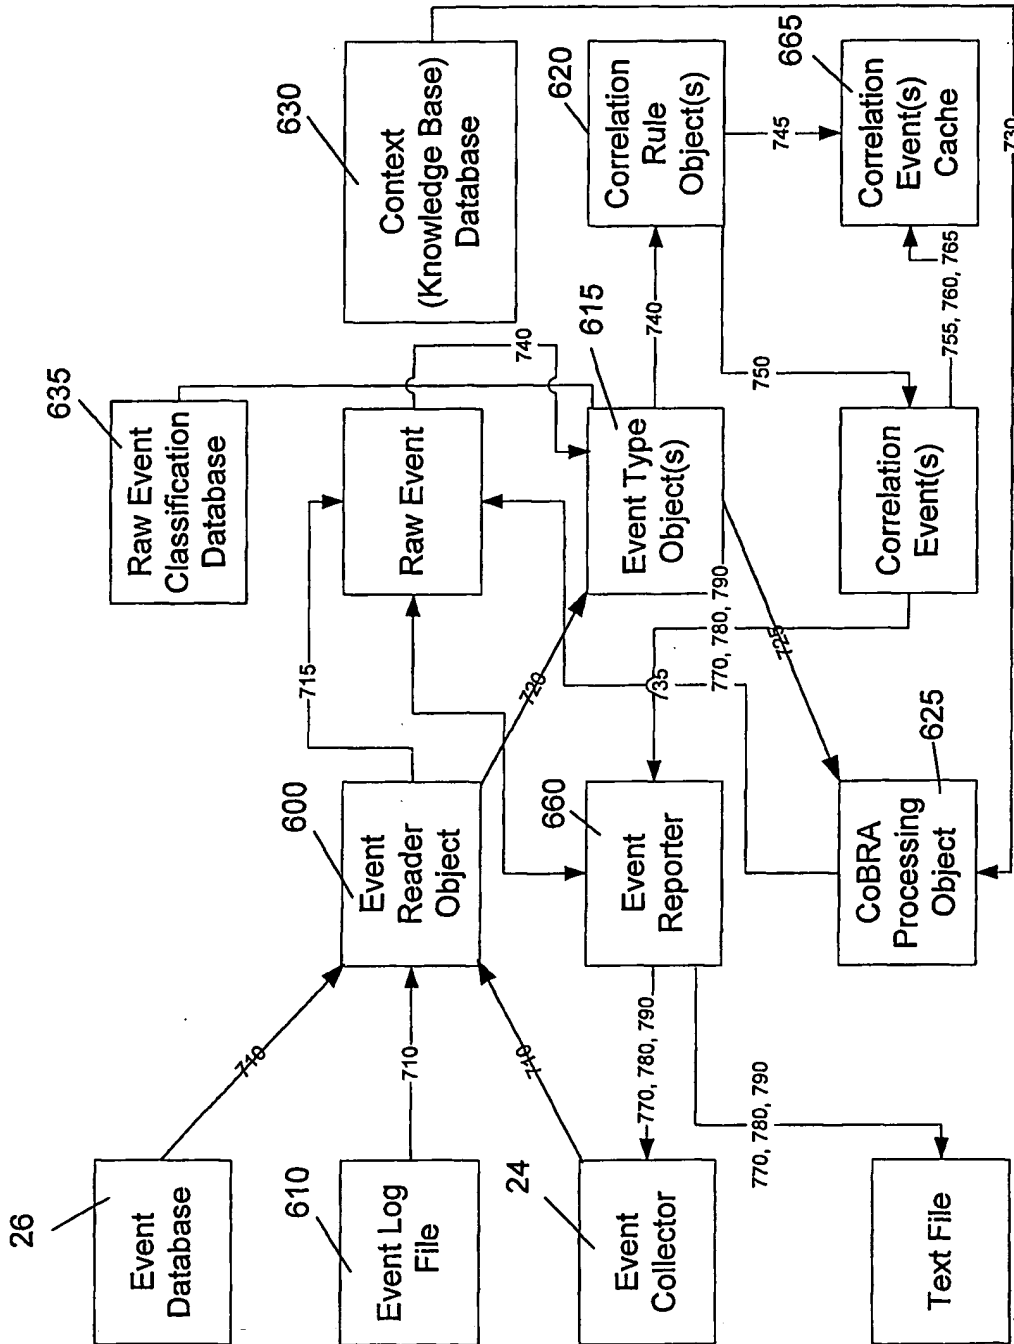 26
Event
Database
610
Event Log
File
24
Event
Collector
Text File
710
710
710
770, 780, 790
770, 780, 790
600
Event
Reader
Object
660
Event
Reporter
625
CoBRA
Processing
Object
715
720
735
770, 780, 790
725
635
Raw Event
Classification
Database
Raw Event
615
Event Type
Object(s)
Correlation
Event(s)
740
740
750
755, 760, 765
630
Context
(Knowledge Base)
Database
620
Correlation
Rule
Object(s)
745
665
Correlation
Event(s)
Cache
730